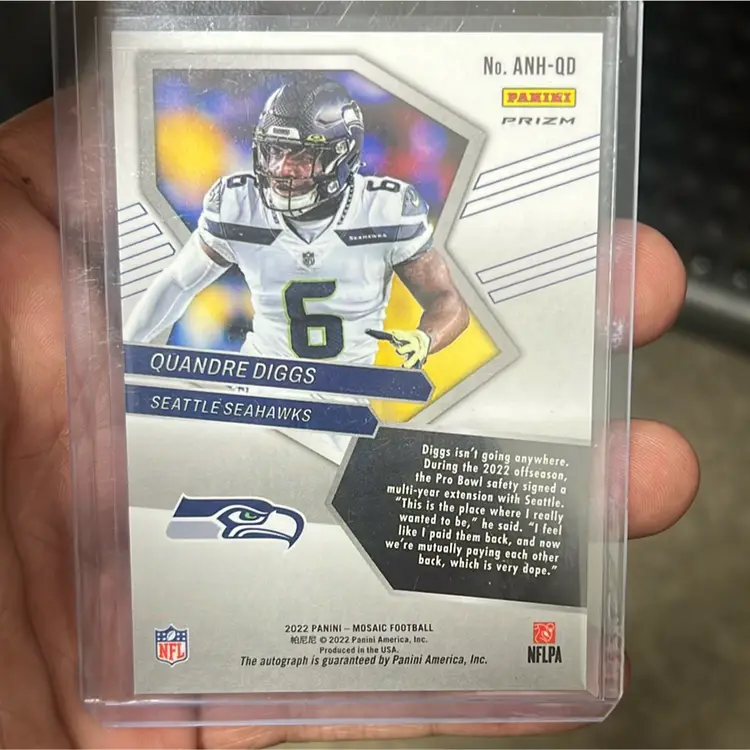 No. ANH-QD
PANINI
PRIZM
SEAHAWKS
6
6
6
QUANDRE DIGGS
SEATTLE SEAHAWKS
Diggs isn't going anywhere.
During the 2022 offseason,
the Pro Bowl safety signed a
multi-year extension with Seattle.
"This is the place where I really
wanted to be," he said. "I feel
like I paid them back, and now
we're mutually paying each other
back, which is very dope."
2022 PANINI – MOSAIC FOOTBALL
帕尼尼 © 2022 Panini America, Inc.
Produced in the USA.
The autograph is guaranteed by Panini America, Inc.
NFL
NFLPA